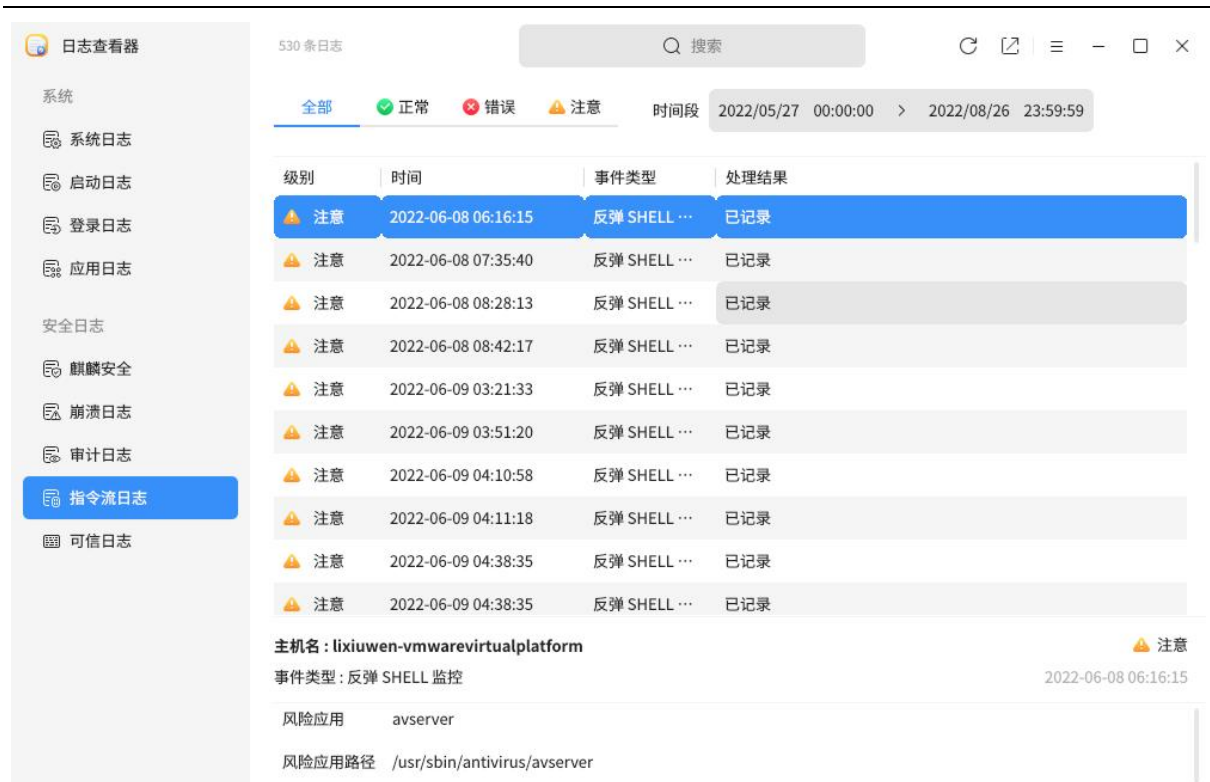 日志查看器 530 条日志 搜索
系统
全部 正常 错误 注意 时间段 2022/05/27 00:00:00 > 2022/08/26 23:59:59
系统日志
启动日志
登录日志
应用日志
安全日志
麒麟安全
崩溃日志
审计日志
指令流日志
可信日志
级别 时间 事件类型 处理结果
注意 2022-06-08 06:16:15 反弹 SHELL … 已记录
注意 2022-06-08 07:35:40 反弹 SHELL … 已记录
注意 2022-06-08 08:28:13 反弹 SHELL … 已记录
注意 2022-06-08 08:42:17 反弹 SHELL … 已记录
注意 2022-06-09 03:21:33 反弹 SHELL … 已记录
注意 2022-06-09 03:51:20 反弹 SHELL … 已记录
注意 2022-06-09 04:10:58 反弹 SHELL … 已记录
注意 2022-06-09 04:11:18 反弹 SHELL … 已记录
注意 2022-06-09 04:38:35 反弹 SHELL … 已记录
注意 2022-06-09 04:38:35 反弹 SHELL … 已记录
主机名 : lixiuwen-vmwarevirtualplatform 注意
事件类型 : 反弹 SHELL 监控 2022-06-08 06:16:15
风险应用 avserver
风险应用路径 /usr/sbin/antivirus/avserver